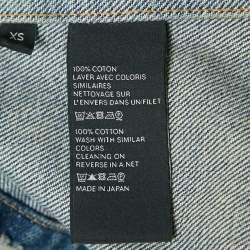 XS
100% COTON
LAVER AVEC COLORIS
SIMILAIRES
NETTOYAGE SUR
L'ENVERS DANS UN FILET
100% COTTON
WASH WITH SIMILAR
COLORS
CLEANING ON
REVERSE IN A.NET
MADE IN JAPAN